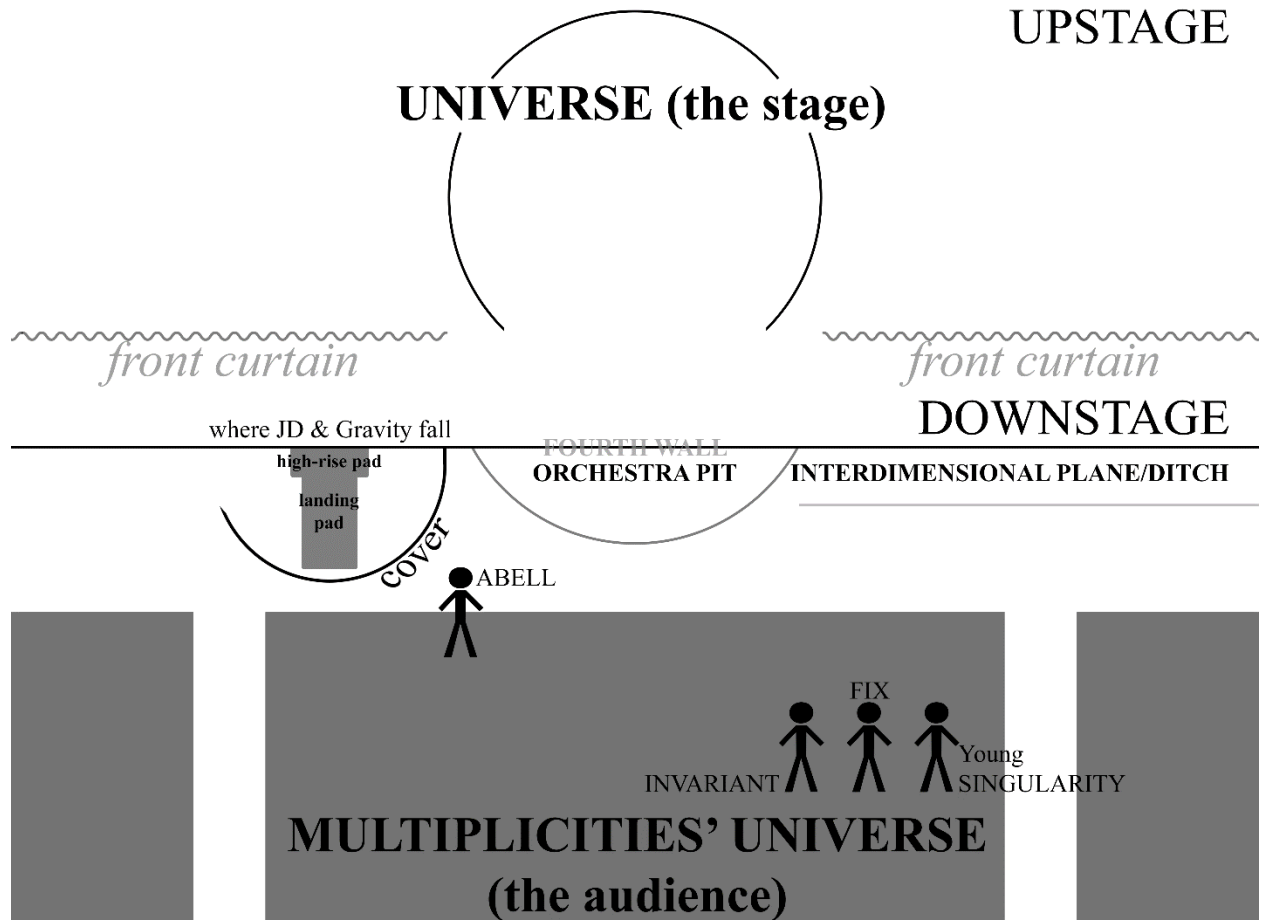 UPSTAGE
UNIVERSE (the stage)
front curtain
front curtain
DOWNSTAGE
where JD & Gravity fall
FOURTH WALL
high-rise pad
ORCHESTRA PIT
INTERDIMENSIONAL PLANE/DITCH
landing
pad
cover
ABELL
FIX
Young
INVARIANT
SINGULARITY
MULTIPLICITIES’ UNIVERSE
(the audience)